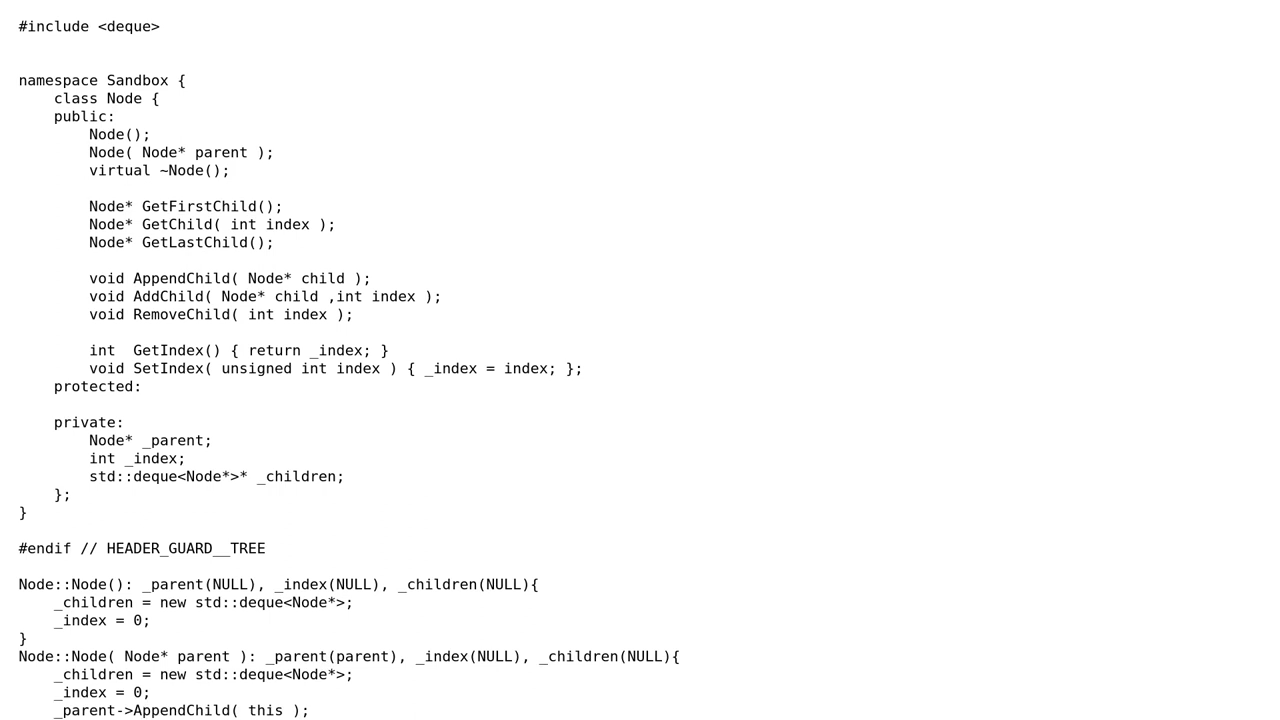 #include <deque>
namespace Sandbox {
    class Node {
    public:
        Node();
        Node( Node* parent );
        virtual ~Node();
        Node* GetFirstChild();
        Node* GetChild( int index );
        Node* GetLastChild();
        void AppendChild( Node* child );
        void AddChild( Node* child ,int index );
        void RemoveChild( int index );
        int  GetIndex() { return _index; }
        void SetIndex( unsigned int index ) { _index = index; };
    protected:
    private:
        Node* _parent;
        int _index;
        std::deque<Node*>* _children;
    };
}
#endif // HEADER_GUARD__TREE
Node::Node(): _parent(NULL), _index(NULL), _children(NULL){
    _children = new std::deque<Node*>;
    _index = 0;
}
Node::Node( Node* parent ): _parent(parent), _index(NULL), _children(NULL){
    _children = new std::deque<Node*>;
    _index = 0;
    _parent->AppendChild( this );